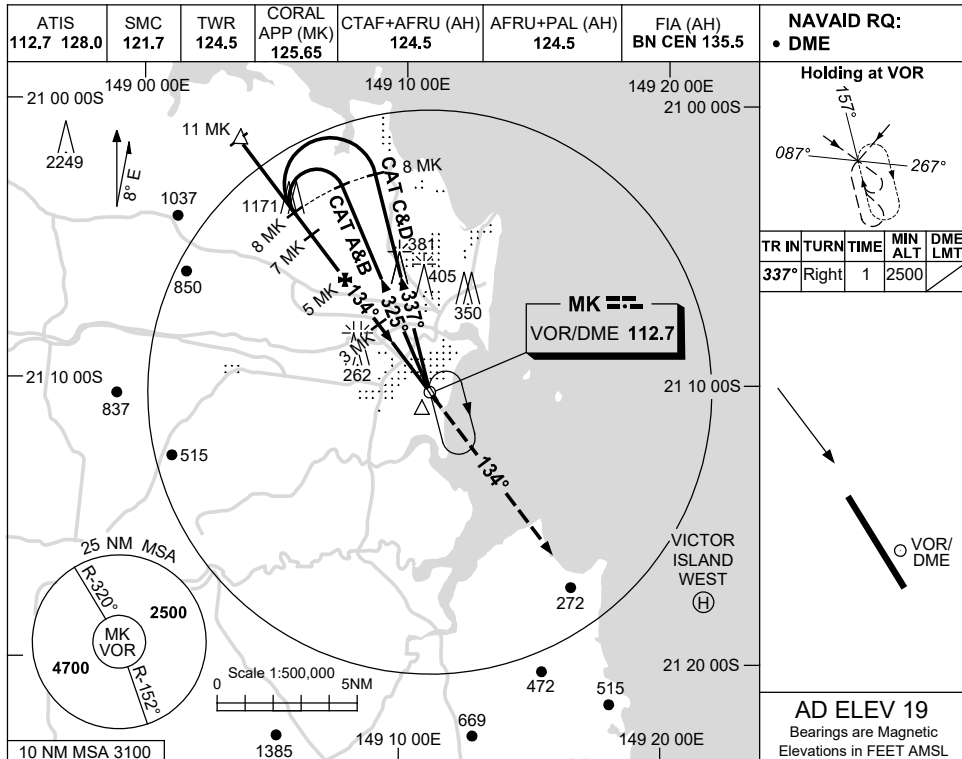 ATIS
112.7 128.0
SMC
121.7
TWR
124.5
CORAL
APP (MK)
125.65
CTAF+AFRU (AH)
124.5
AFRU+PAL (AH)
124.5
FIA (AH)
BN CEN 135.5
NAVAID RQ:
• DME
Holding at VOR
157°
087°
267°
TR IN TURN TIME MIN ALT DME LMT
337° Right 1 2500
149 00 00E
149 10 00E
149 20 00E
21 00 00S
21 00 00S
2249
8° E
11 MK
1037
850
1171
8 MK
8 MK
7 MK
5 MK
3 MK
CAT A&B
CAT C&D
381
405
350
134°
325°
337°
262
MK
VOR/DME 112.7
21 10 00S
21 10 00S
837
515
134°
VICTOR
ISLAND
WEST
H
272
25 NM MSA
R-320°
2500
MK
VOR
4700
R-152°
Scale 1:500,000
0 5NM
21 20 00S
472
515
669
1385
149 10 00E
149 20 00E
10 NM MSA 3100
VOR/
DME
AD ELEV 19
Bearings are Magnetic
Elevations in FEET AMSL